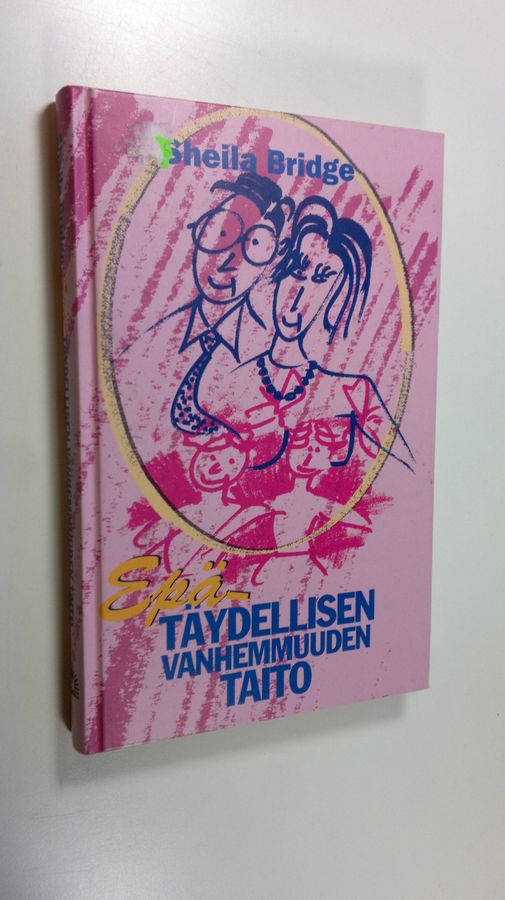 Sheila Bridge
Epä-
TÄYDELLISEN
VANHEMMUUDEN
TAITO